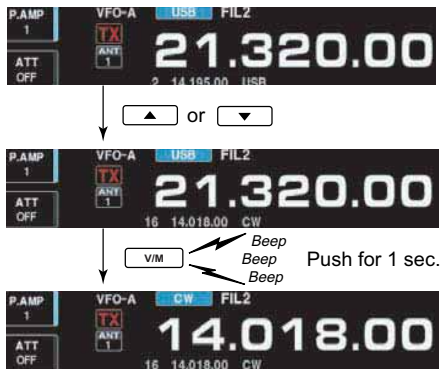 P.AMP VFO-A USB FIL2
1 TX
ANT
1 21.320.00
ATT
OFF 2 14.195.00 USB
▲ or ▼
P.AMP VFO-A USB FIL2
1 TX
ANT
1 21.320.00
ATT
OFF 16 14.018.00 CW
Beep
V/M Beep Push for 1 sec.
Beep
P.AMP VFO-A CW FIL2
1 TX
ANT
1 14.018.00
ATT
OFF 16 14.018.00 CW